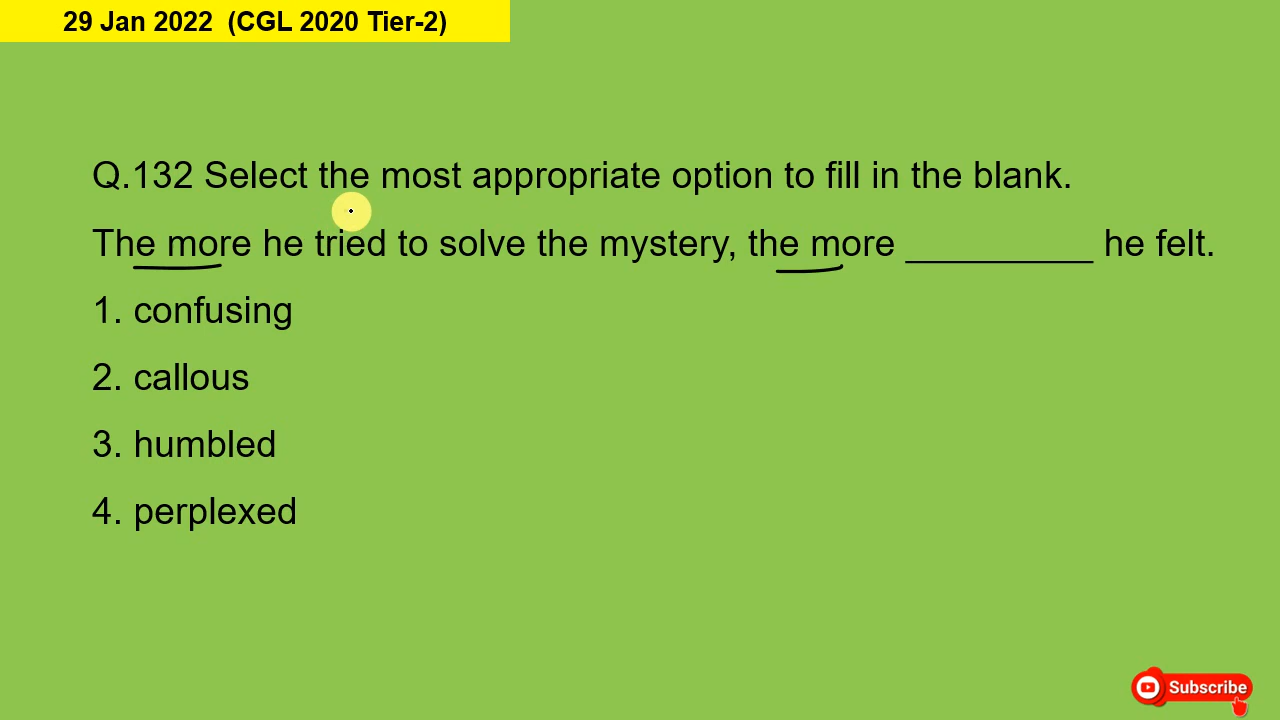 29 Jan 2022 (CGL 2020 Tier-2)
Q.132 Select the most appropriate option to fill in the blank.
The more he tried to solve the mystery, the more _________ he felt.
1. confusing
2. callous
3. humbled
4. perplexed
Subscribe